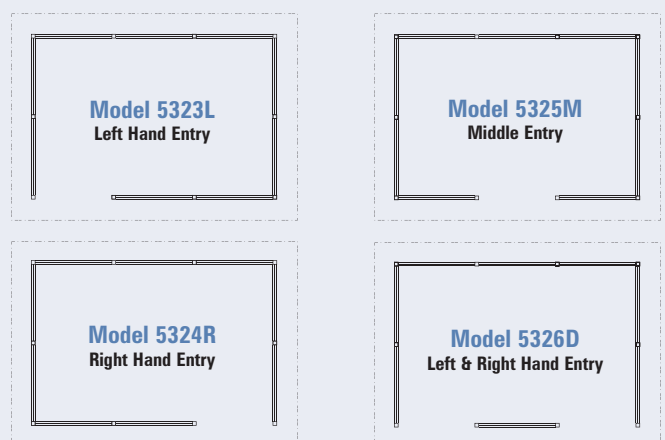 Model 5323L
Left Hand Entry
Model 5325M
Middle Entry
Model 5324R
Right Hand Entry
Model 5326D
Left & Right Hand Entry